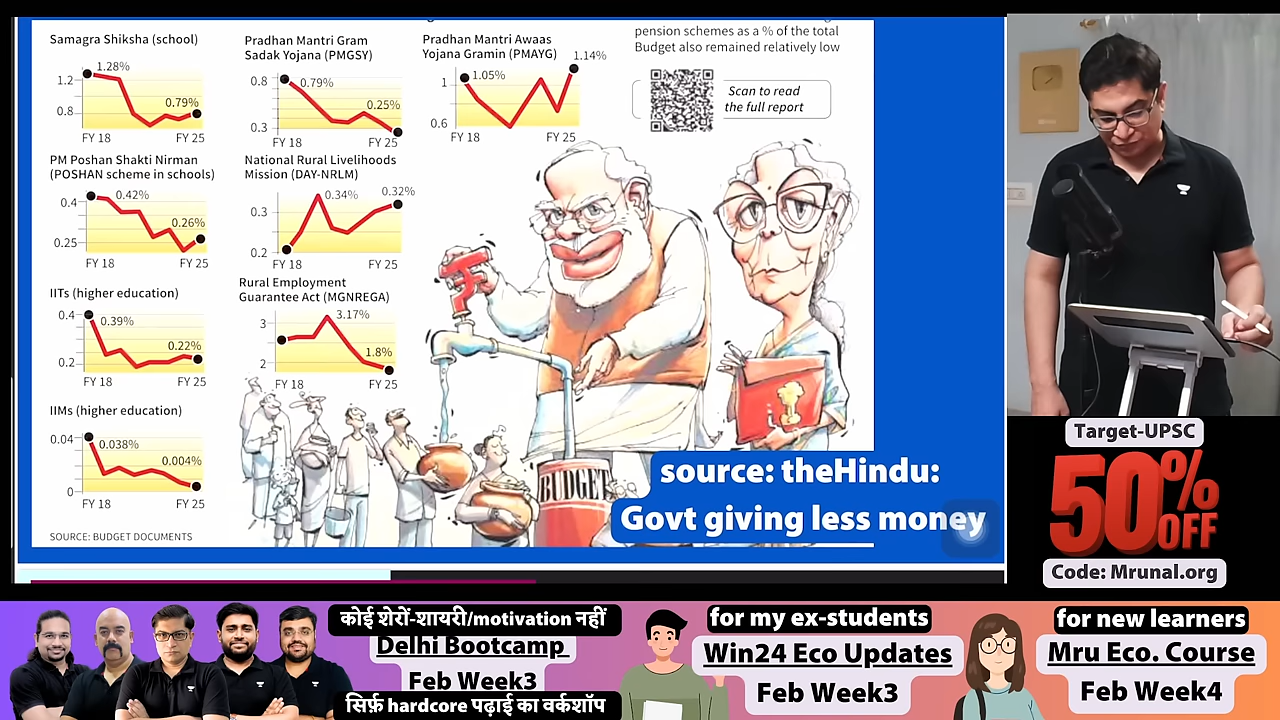 pension schemes as a % of the total
Budget also remained relatively low
Scan to read
the full report
Samagra Shiksha (school)
1.28%
1.2
0.8
0.79%
FY 18
FY 25
Pradhan Mantri Gram
Sadak Yojana (PMGSY)
0.8
0.79%
0.25%
0.3
FY 18
FY 25
Pradhan Mantri Awaas
Yojana Gramin (PMAYG)
1.14%
1
1.05%
0.6
FY 18
FY 25
PM Poshan Shakti Nirman
(POSHAN scheme in schools)
0.4
0.42%
0.26%
0.25
FY 18
FY 25
National Rural Livelihoods
Mission (DAY-NRLM)
0.32%
0.34%
0.3
0.2
FY 18
FY 25
IITs (higher education)
0.4
0.39%
0.22%
0.2
FY 18
FY 25
Rural Employment
Guarantee Act (MGNREGA)
3.17%
3
1.8%
2
FY 18
FY 25
IIMs (higher education)
0.04
0.038%
0.004%
0
FY 18
FY 25
SOURCE: BUDGET DOCUMENTS
BUDGET
source: theHindu:
Govt giving less money
Target-UPSC
50%
OFF
Code: Mrunal.org
कोई शेरों-शायरी/motivation नहीं
Delhi Bootcamp
Feb Week3
सिर्फ़ hardcore पढ़ाई का वर्कशॉप
for my ex-students
Win24 Eco Updates
Feb Week3
for new learners
Mru Eco. Course
Feb Week4